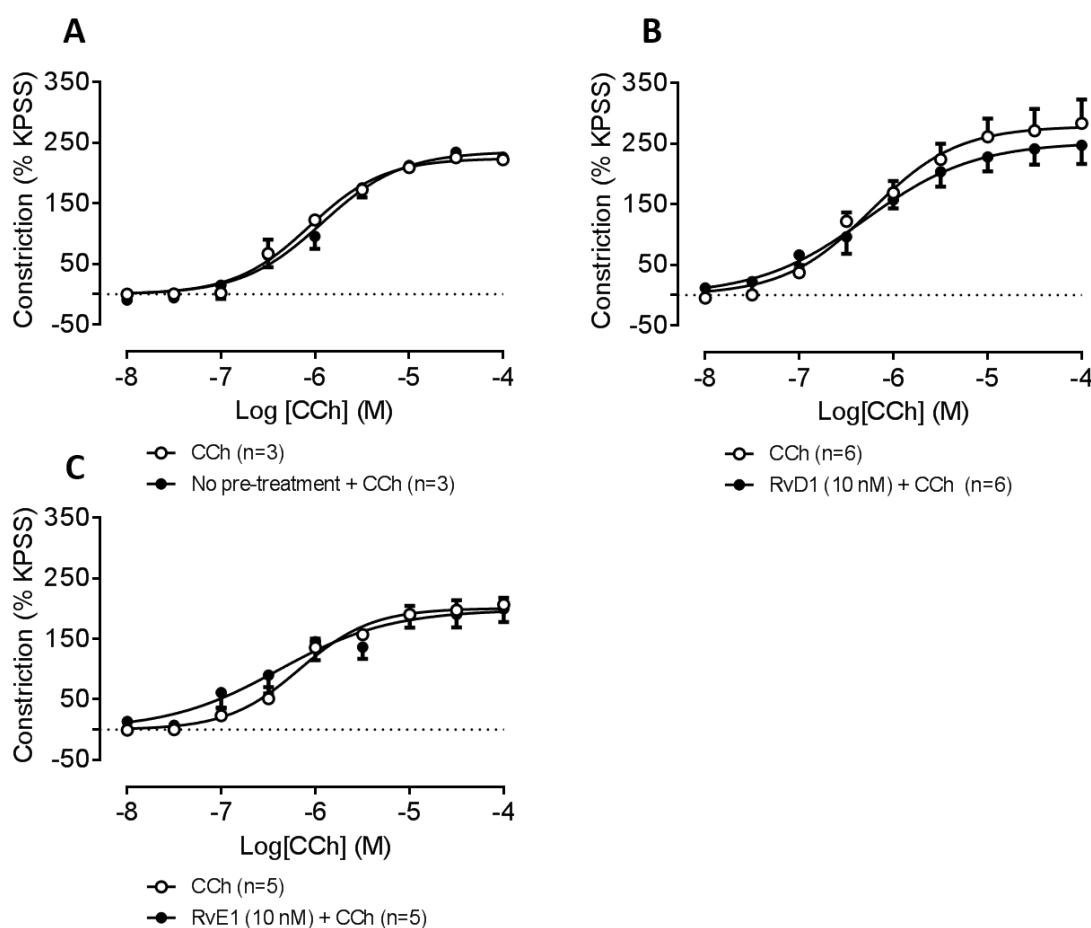 A
Constriction (% KPSS)
350
250
150
50
-50
-8
-7
-6
-5
-4
Log [CCh] (M)
CCh (n=3)
No pre-treatment + CCh (n=3)
B
Constriction (% KPSS)
350
250
150
50
-50
-8
-7
-6
-5
-4
Log[CCh] (M)
CCh (n=6)
RvD1 (10 nM) + CCh (n=6)
C
Constriction (% KPSS)
350
250
150
50
-50
-8
-7
-6
-5
-4
Log[CCh] (M)
CCh (n=5)
RvE1 (10 nM) + CCh (n=5)